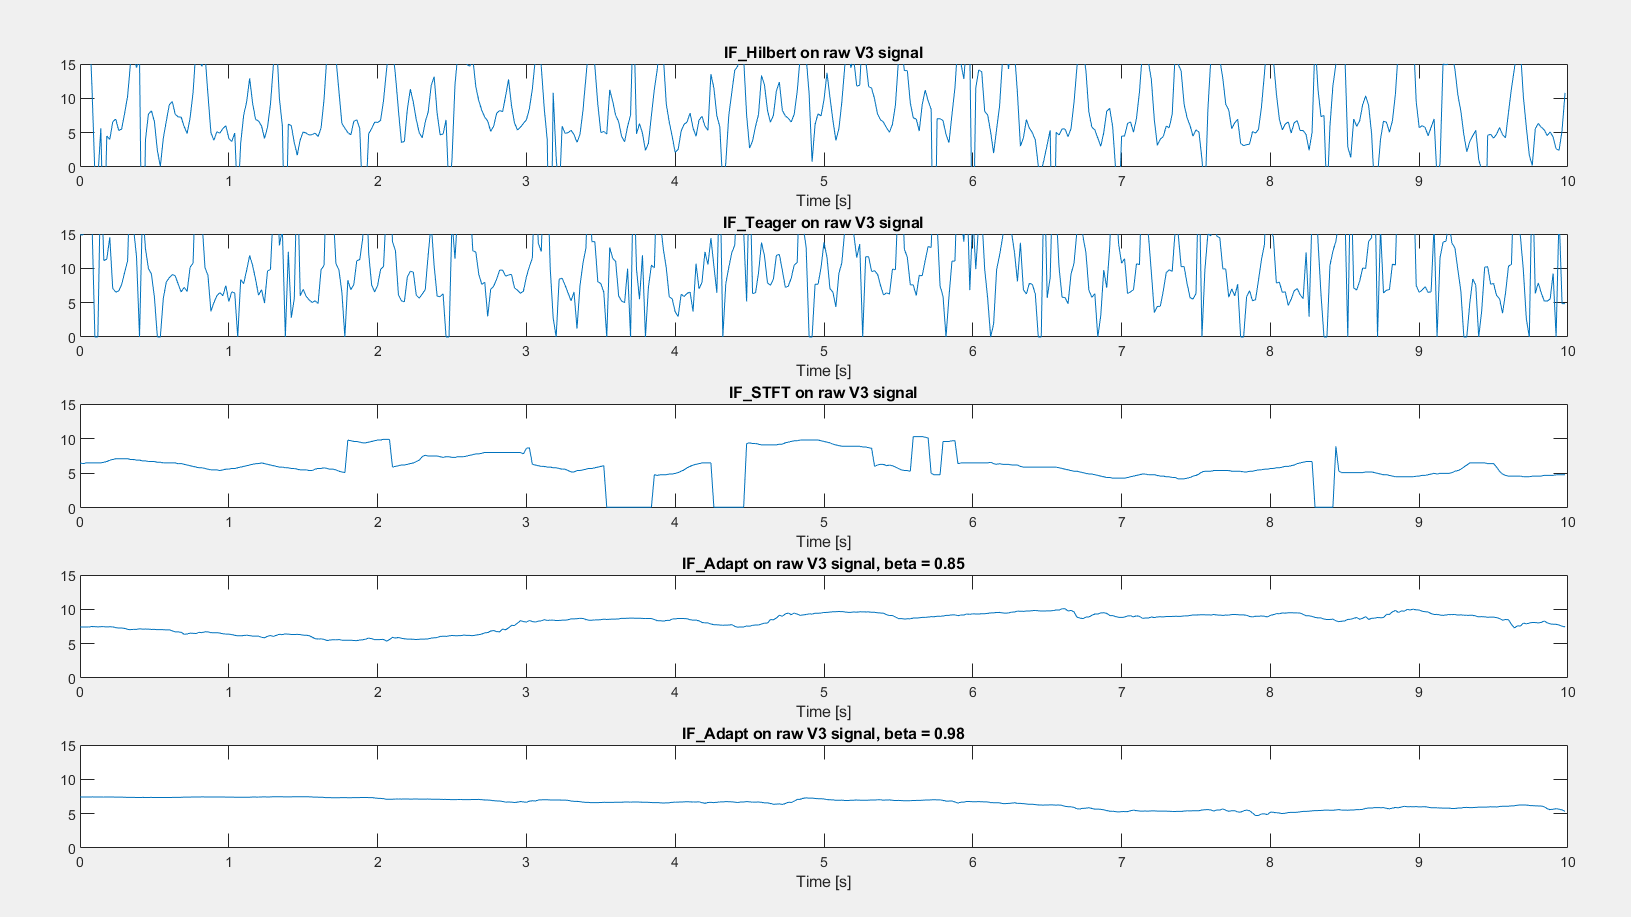 IF_Hilbert on raw V3 signal
15
10
5
0
0 1 2 3 4 5 6 7 8 9 10
Time [s]
IF_Teager on raw V3 signal
15
10
5
0
0 1 2 3 4 5 6 7 8 9 10
Time [s]
IF_STFT on raw V3 signal
15
10
5
0
0 1 2 3 4 5 6 7 8 9 10
Time [s]
IF_Adapt on raw V3 signal, beta = 0.85
15
10
5
0
0 1 2 3 4 5 6 7 8 9 10
Time [s]
IF_Adapt on raw V3 signal, beta = 0.98
15
10
5
0
0 1 2 3 4 5 6 7 8 9 10
Time [s]